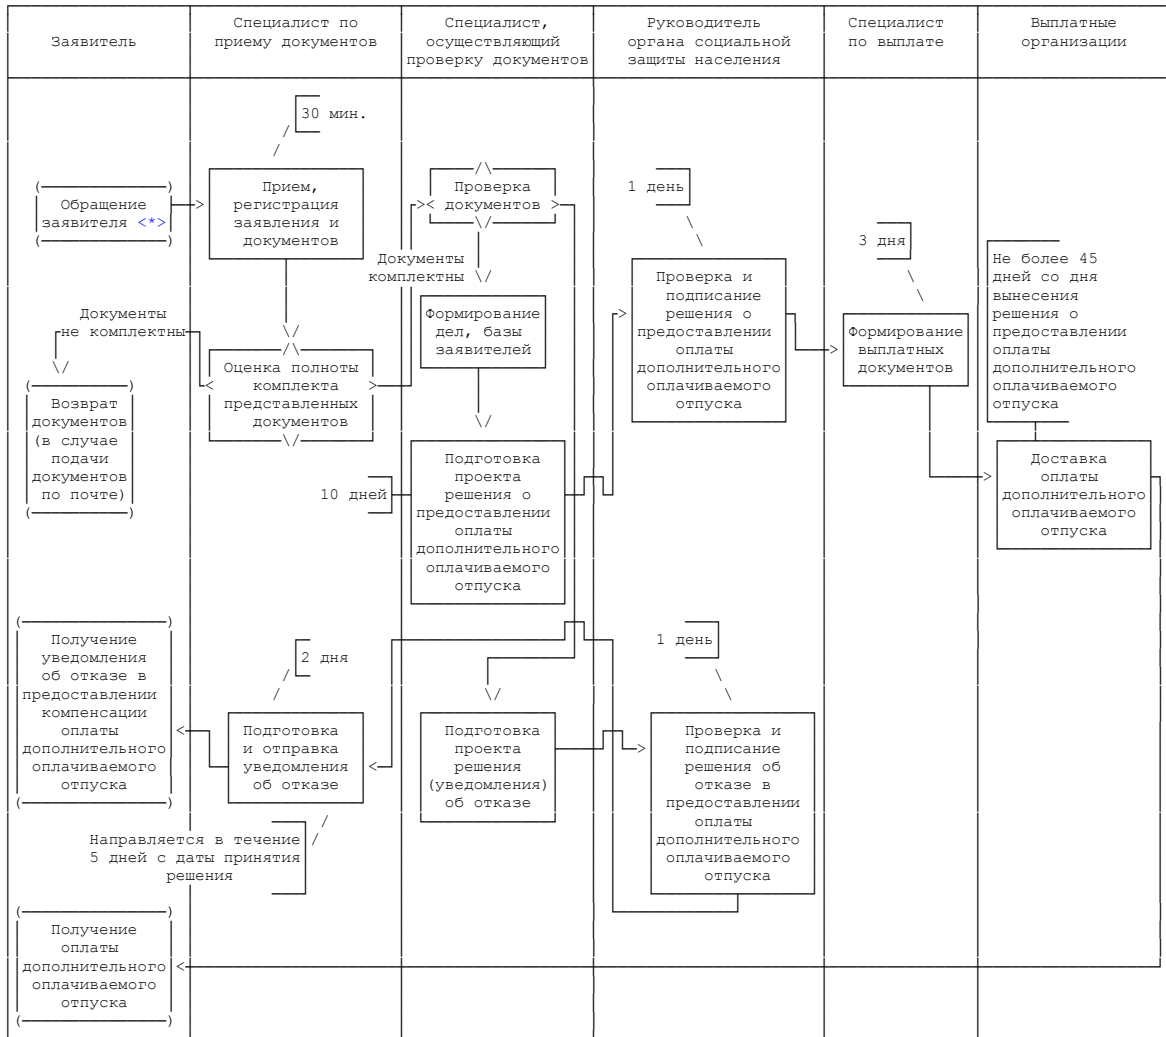 Заявитель
Специалист по
приему документов
Специалист,
осуществляющий
проверку документов
Руководитель
органа социальной
защиты населения
Специалист
по выплате
Выплатные
организации
30 мин.
Обращение
заявителя <*>
Прием,
регистрация
заявления и
документов
Проверка
документов
1 день
3 дня
Не более 45
дней со дня
вынесения
решения о
предоставлении
оплаты
дополнительного
оплачиваемого
отпуска
Документы
комплектны
Документы
не комплектны
Формирование
дел, базы
заявителей
Проверка и
подписание
решения о
предоставлении
оплаты
дополнительного
оплачиваемого
отпуска
Формирование
выплатных
документов
Оценка полноты
комплекта
представленных
документов
Возврат
документов
(в случае
подачи
документов
по почте)
10 дней
Подготовка
проекта
решения о
предоставлении
оплаты
дополнительного
оплачиваемого
отпуска
Доставка
оплаты
дополнительного
оплачиваемого
отпуска
Получение
уведомления
об отказе в
предоставлении
компенсации
оплаты
дополнительного
оплачиваемого
отпуска
2 дня
1 день
Подготовка
и отправка
уведомления
об отказе
Подготовка
проекта
решения
(уведомления)
об отказе
Проверка и
подписание
решения об
отказе в
предоставлении
оплаты
дополнительного
оплачиваемого
отпуска
Направляется в течение
5 дней с даты принятия
решения
Получение
оплаты
дополнительного
оплачиваемого
отпуска